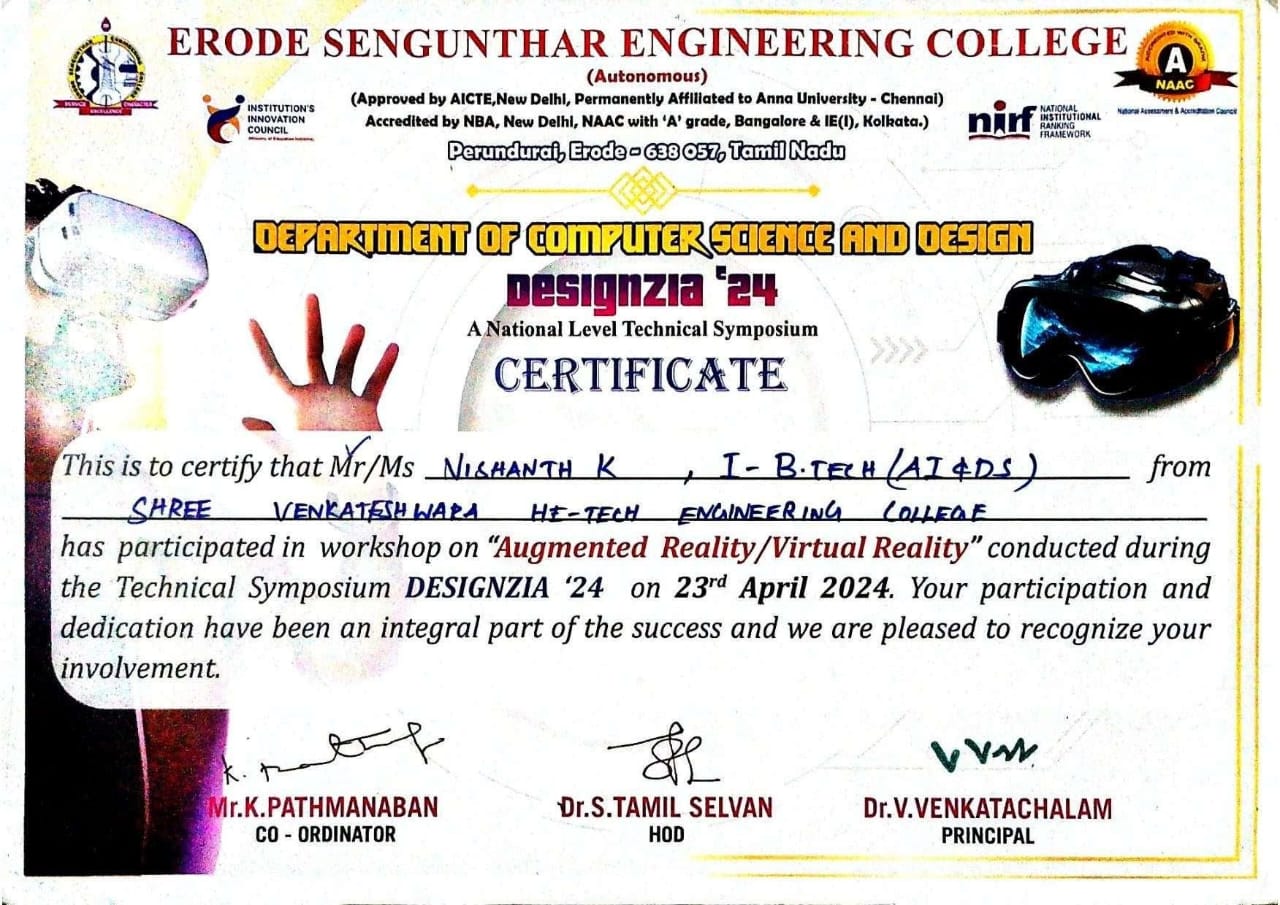 ERODE SENGUNTHAR ENGINEERING COLLEGE
(Autonomous)
(Approved by AICTE,New Delhi, Permanently Affiliated to Anna University - Chennai)
Accredited by NBA, New Delhi, NAAC with ‘A’ grade, Bangalore & IE(I), Kolkata.)
Perundurai, Erode - 638 057, Tamil Nadu
SERVICE EXCELLENCE CHARACTER
INSTITUTION'S
INNOVATION
COUNCIL
nirf NATIONAL
INSTITUTIONAL
RANKING
FRAMEWORK
A
NAAC
National Assessment & Accreditation Council
DEPARTMENT OF COMPUTER SCIENCE AND DESIGN
DESIGNZIA ‘24
A National Level Technical Symposium
CERTIFICATE
This is to certify that Mr/Ms NISHANTH K , I - B.TECH (AI & DS) from
SHREE VENKATESHWARA HI-TECH ENGINEERING COLLEGE
has participated in workshop on “Augmented Reality/Virtual Reality” conducted during
the Technical Symposium DESIGNZIA ‘24 on 23rd April 2024. Your participation and
dedication have been an integral part of the success and we are pleased to recognize your
involvement.
Mr.K.PATHMANABAN
CO - ORDINATOR
Dr.S.TAMIL SELVAN
HOD
Dr.V.VENKATACHALAM
PRINCIPAL